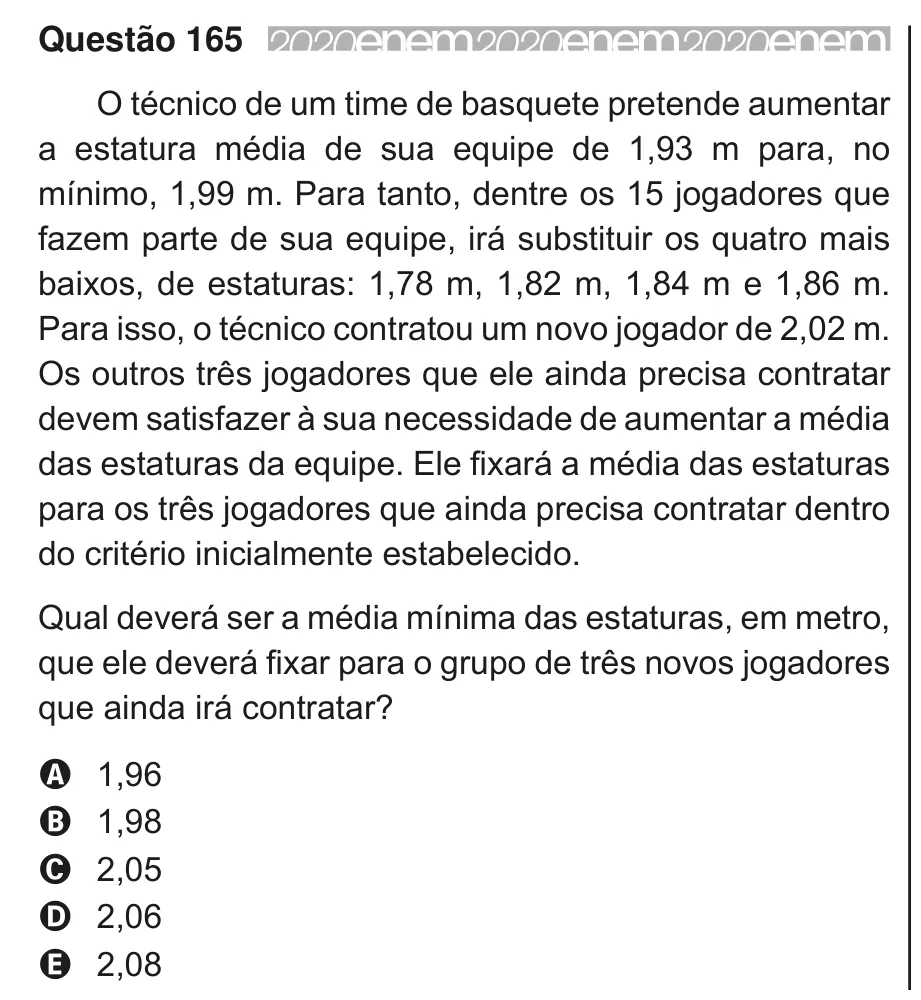 Questão 165 2020enem2020enem2020enem
O técnico de um time de basquete pretende aumentar
a estatura média de sua equipe de 1,93 m para, no
mínimo, 1,99 m. Para tanto, dentre os 15 jogadores que
fazem parte de sua equipe, irá substituir os quatro mais
baixos, de estaturas: 1,78 m, 1,82 m, 1,84 m e 1,86 m.
Para isso, o técnico contratou um novo jogador de 2,02 m.
Os outros três jogadores que ele ainda precisa contratar
devem satisfazer à sua necessidade de aumentar a média
das estaturas da equipe. Ele fixará a média das estaturas
para os três jogadores que ainda precisa contratar dentro
do critério inicialmente estabelecido.
Qual deverá ser a média mínima das estaturas, em metro,
que ele deverá fixar para o grupo de três novos jogadores
que ainda irá contratar?
A 1,96
B 1,98
C 2,05
D 2,06
E 2,08